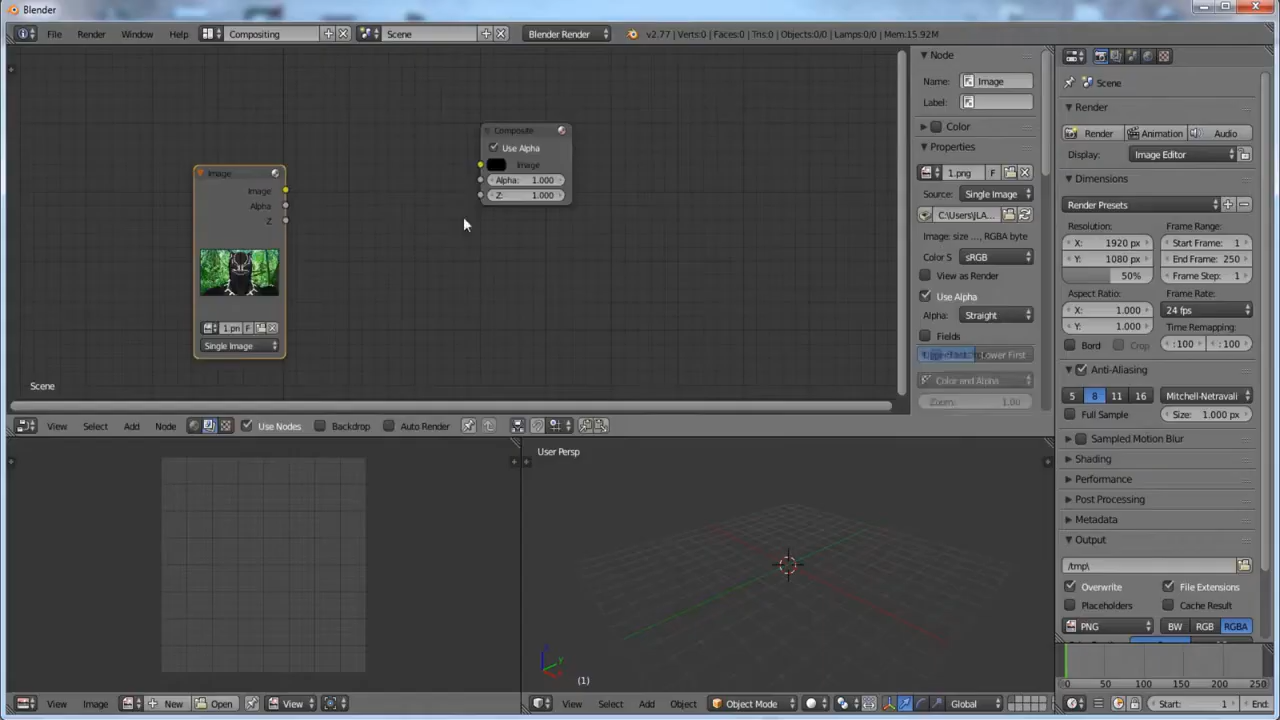 Blender
File Render Window Help Compositing Scene Blender Render v2.77 | Verts:0 | Faces:0 | Tris:0 | Objects:0/0 | Lamps:0/0 | Mem:15.92M
Composite
Use Alpha
Image
Alpha: 1.000
Z: 1.000
Image
Image
Alpha
Z
1.pn F
Single Image
Scene
Node
Name: Image
Label:
Color
Properties
1.png F
Source: Single Image
C:\Users\JLA...
Image: size ..., RGBA byte
Color S sRGB
View as Render
Use Alpha
Alpha: Straight
Fields
Lower First
Color and Alpha
Zoom: 1.00
Scene
Render
Render Animation Audio
Display: Image Editor
Dimensions
Render Presets
Resolution: Frame Range:
X: 1920 px Start Frame: 1
Y: 1080 px End Frame: 250
50% Frame Step: 1
Aspect Ratio: Frame Rate:
X: 1.000 24 fps
Y: 1.000 Time Remapping:
Bord Crop :100 :100
Anti-Aliasing
5 8 11 16 Mitchell-Netravali
Full Sample Size: 1.000 px
Sampled Motion Blur
Shading
Performance
Post Processing
Metadata
Output
/tmp\
Overwrite File Extensions
Placeholders Cache Result
PNG BW RGB RGBA
View Select Add Node Use Nodes Backdrop Auto Render
User Persp
(1)
0 50 100 150 200 250
View Image New Open View
View Select Add Object Object Mode Global
Start: 1 End: